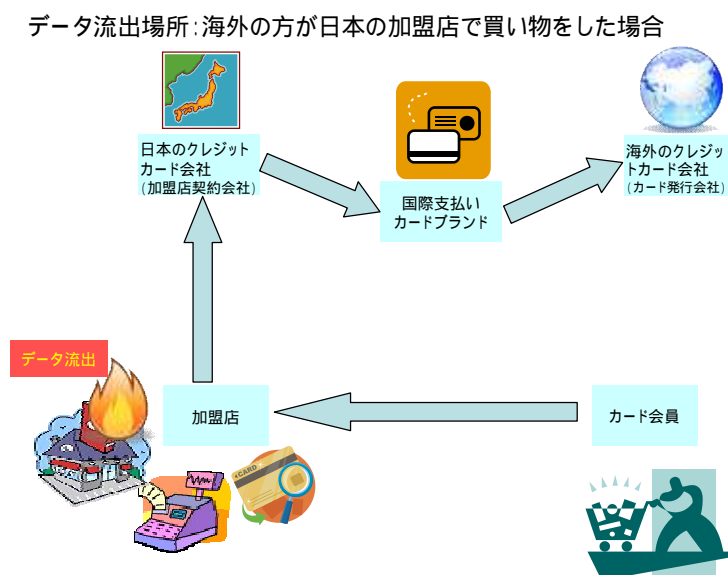 データ流出場所:海外の方が日本の加盟店で買い物をした場合
日本のクレジット
カード会社
(加盟店契約会社)
国際支払い
カードブランド
海外のクレジッ
トカード会社
(カード発行会社)
データ流出
加盟店
カード会員
CARD